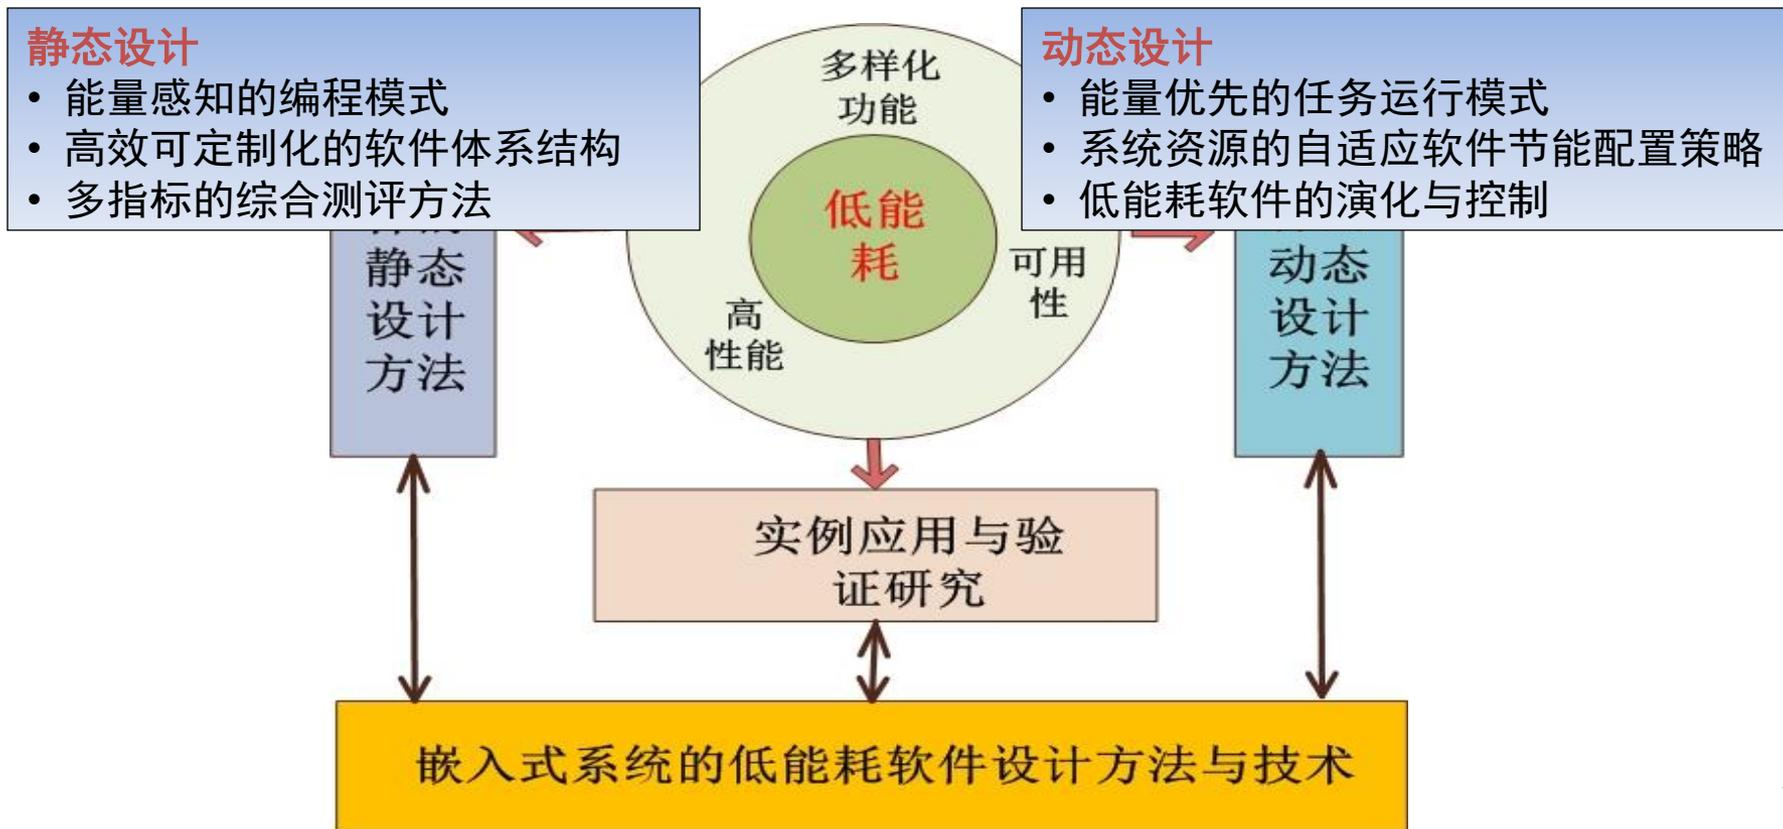 静态设计
• 能量感知的编程模式
• 高效可定制化的软件体系结构
• 多指标的综合测评方法
动态设计
• 能量优先的任务运行模式
• 系统资源的自适应软件节能配置策略
• 低能耗软件的演化与控制
多样化
功能
低能
耗
可用
性
高
性能
静态
设计
方法
动态
设计
方法
实例应用与验
证研究
嵌入式系统的低能耗软件设计方法与技术